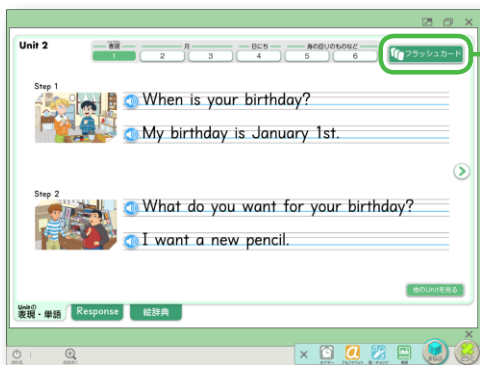 Unit 2
表現
月
日にち
身の回りのものなど
1 2 3 4 5 6
フラッシュカード
Step 1
When is your birthday?
My birthday is January 1st.
Step 2
What do you want for your birthday?
I want a new pencil.
他のUnitを見る
Unitの
表現・単語
Response
絵辞典